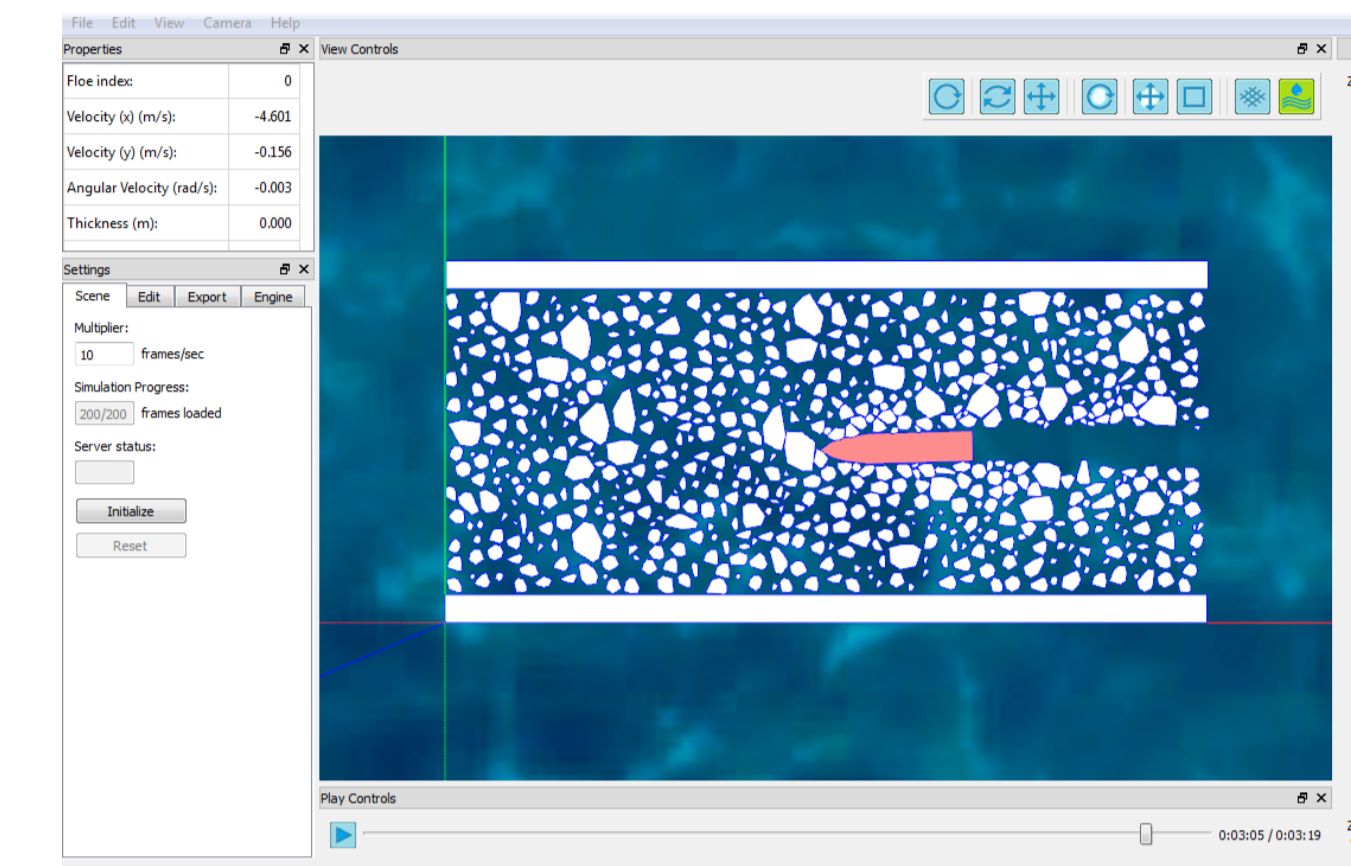 File Edit View Camera Help
Properties
View Controls
Floe index: 0
Velocity (x) (m/s): -4.601
Velocity (y) (m/s): -0.156
Angular Velocity (rad/s): -0.003
Thickness (m): 0.000
Settings
Scene Edit Export Engine
Multiplier:
10 frames/sec
Simulation Progress:
200/200 frames loaded
Server status:
Initialize
Reset
Play Controls
0:03:05 / 0:03:19